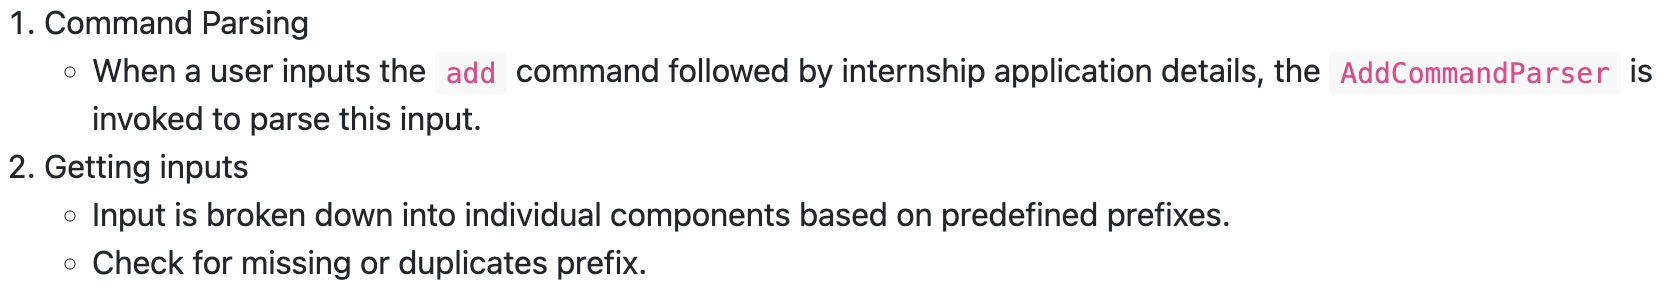 1. Command Parsing
○ When a user inputs the add command followed by internship application details, the AddCommandParser is
invoked to parse this input.
2. Getting inputs
○ Input is broken down into individual components based on predefined prefixes.
○ Check for missing or duplicates prefix.